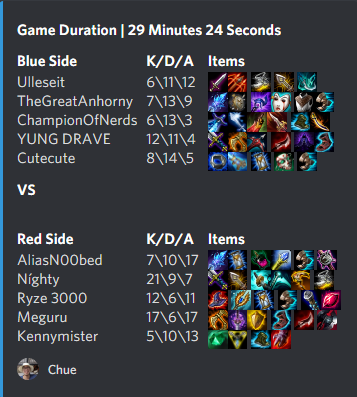 Game Duration | 29 Minutes 24 Seconds
Blue Side K/D/A Items
Ulleseit 6\11\12
TheGreatAnhorny 7\13\9
ChampionOfNerds 6\13\3
YUNG DRAVE 12\11\4
Cutecute 8\14\5
VS
Red Side K/D/A Items
AliasN00bed 7\10\17
Níghty 21\9\7
Ryze 3000 12\6\11
Meguru 17\6\17
Kennymister 5\10\13
Chue